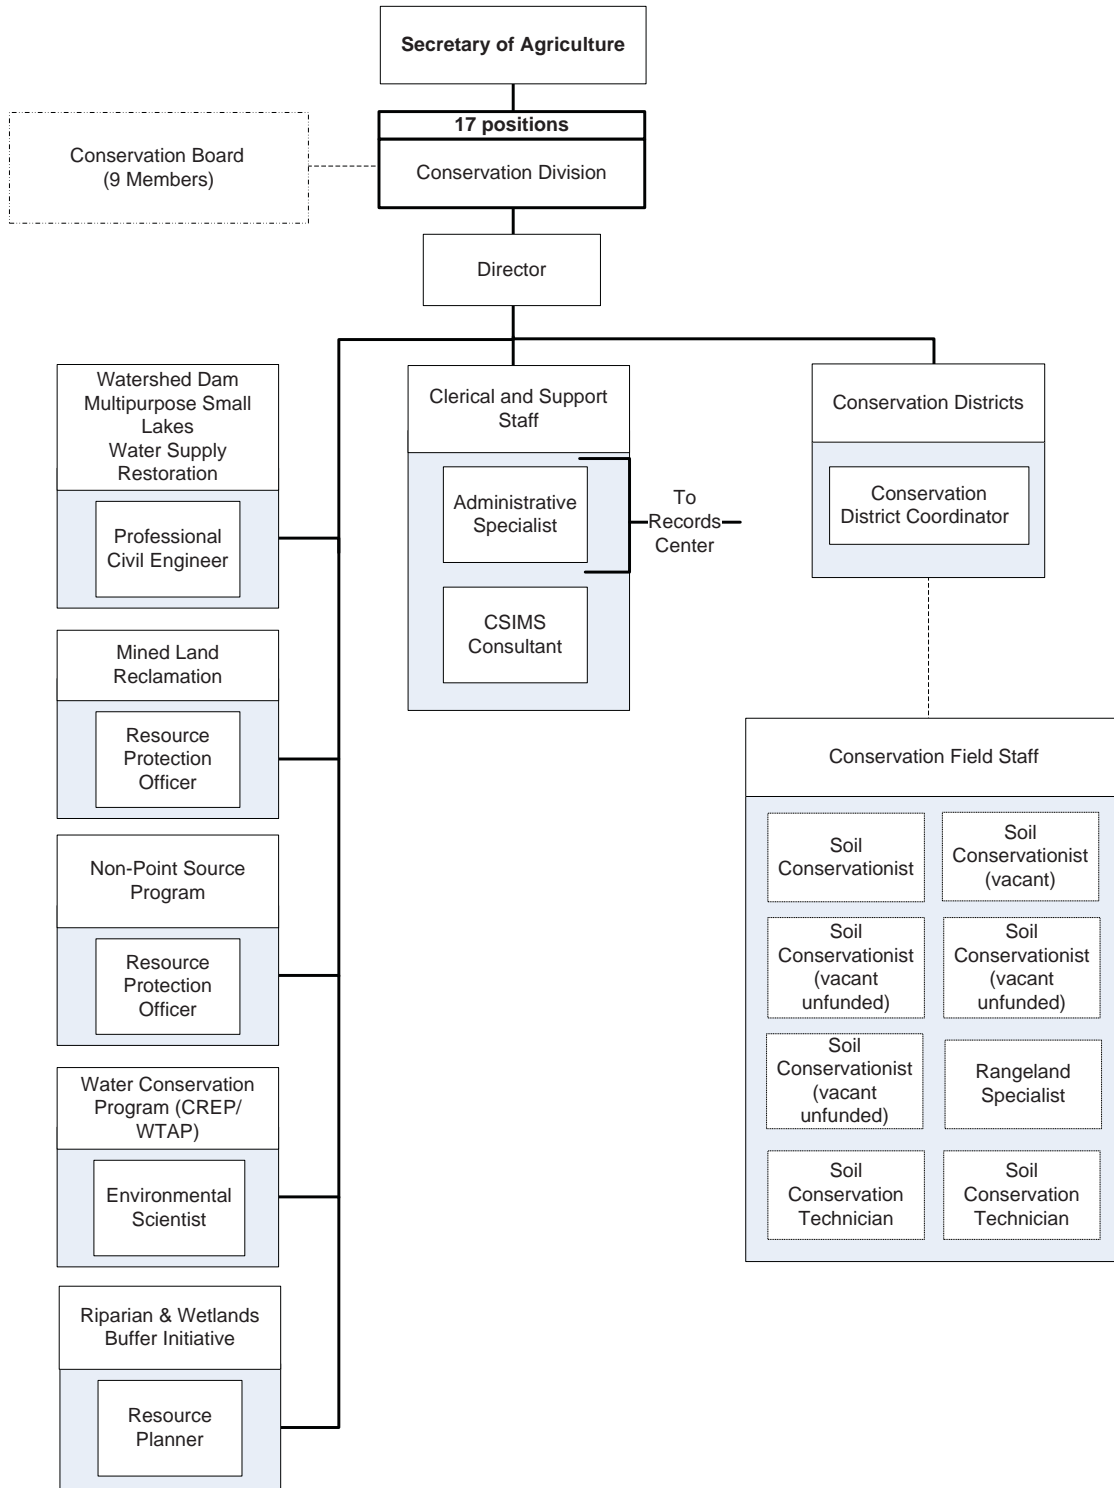 Secretary of Agriculture
17 positions
Conservation Board
(9 Members)
Conservation Division
Director
Watershed Dam
Multipurpose Small
Lakes
Water Supply
Restoration
Professional
Civil Engineer
Mined Land
Reclamation
Resource
Protection
Officer
Non-Point Source
Program
Resource
Protection
Officer
Water Conservation
Program (CREP/
WTAP)
Environmental
Scientist
Riparian & Wetlands
Buffer Initiative
Resource
Planner
Clerical and Support
Staff
Administrative
Specialist
To
Records
Center
CSIMS
Consultant
Conservation Districts
Conservation
District Coordinator
Conservation Field Staff
Soil
Conservationist
Soil
Conservationist
(vacant)
Soil
Conservationist
(vacant
unfunded)
Soil
Conservationist
(vacant
unfunded)
Soil
Conservationist
(vacant
unfunded)
Rangeland
Specialist
Soil
Conservation
Technician
Soil
Conservation
Technician